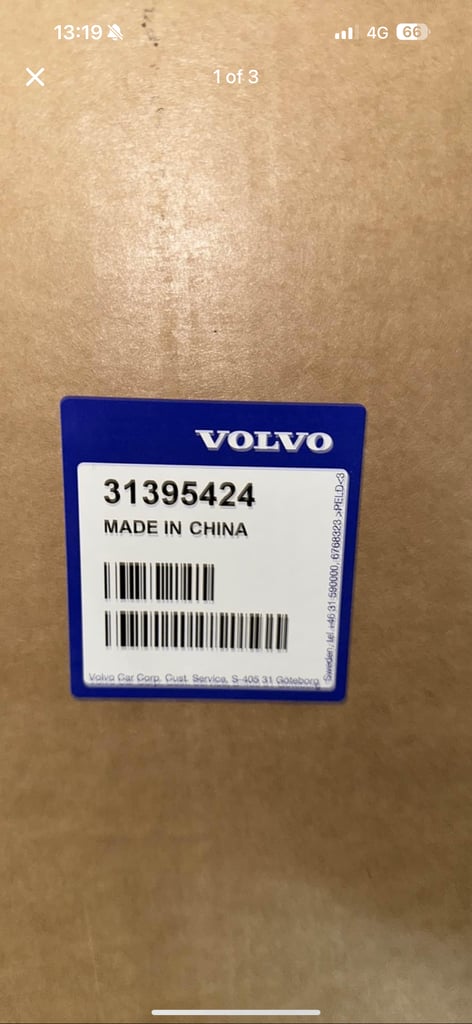 13:19
4G
66
1 of 3
VOLVO
31395424
MADE IN CHINA
Volvo Car Corp. Cust. Service, S-405 31 Göteborg
Sweden, tel +46 31 590000, 6768323 >PELD<3